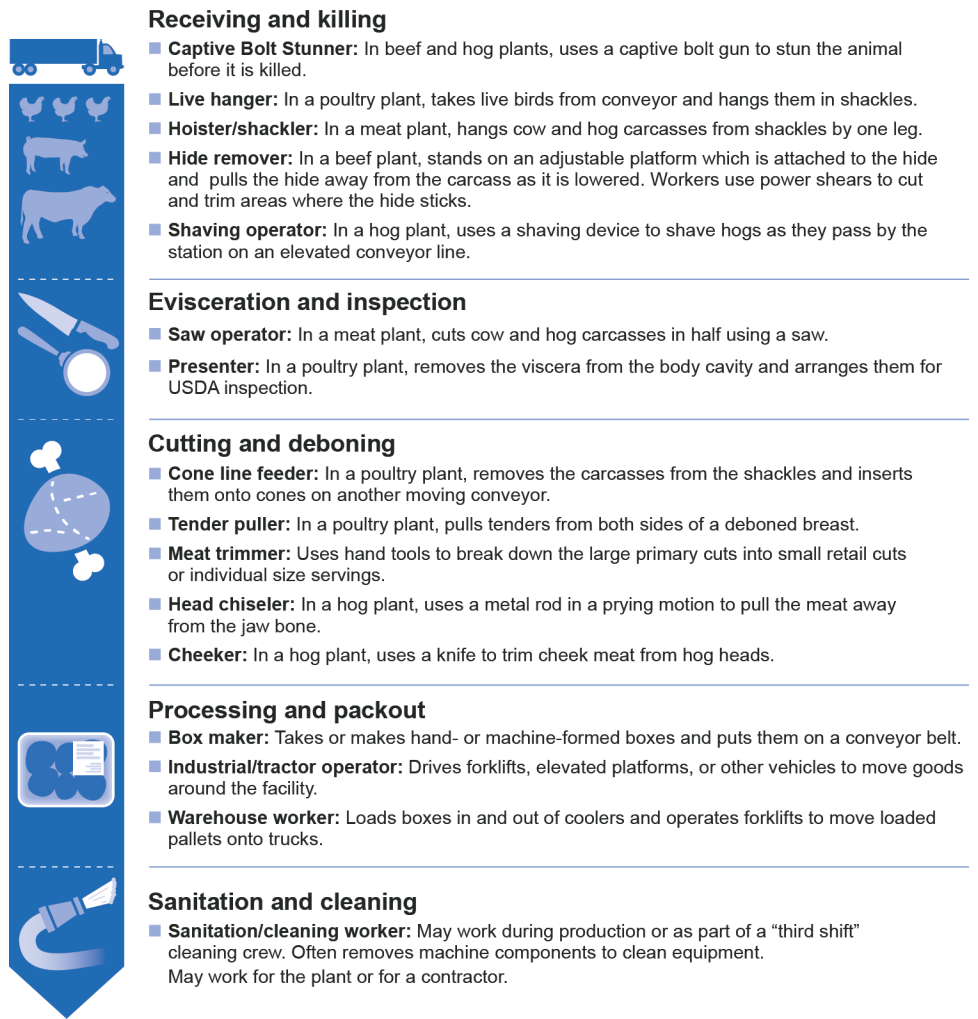 Receiving and killing
Captive Bolt Stunner: In beef and hog plants, uses a captive bolt gun to stun the animal
before it is killed.
Live hanger: In a poultry plant, takes live birds from conveyor and hangs them in shackles.
Hoister/shackler: In a meat plant, hangs cow and hog carcasses from shackles by one leg.
Hide remover: In a beef plant, stands on an adjustable platform which is attached to the hide
and pulls the hide away from the carcass as it is lowered. Workers use power shears to cut
and trim areas where the hide sticks.
Shaving operator: In a hog plant, uses a shaving device to shave hogs as they pass by the
station on an elevated conveyor line.
Evisceration and inspection
Saw operator: In a meat plant, cuts cow and hog carcasses in half using a saw.
Presenter: In a poultry plant, removes the viscera from the body cavity and arranges them for
USDA inspection.
Cutting and deboning
Cone line feeder: In a poultry plant, removes the carcasses from the shackles and inserts
them onto cones on another moving conveyor.
Tender puller: In a poultry plant, pulls tenders from both sides of a deboned breast.
Meat trimmer: Uses hand tools to break down the large primary cuts into small retail cuts
or individual size servings.
Head chiseler: In a hog plant, uses a metal rod in a prying motion to pull the meat away
from the jaw bone.
Cheeker: In a hog plant, uses a knife to trim cheek meat from hog heads.
Processing and packout
Box maker: Takes or makes hand- or machine-formed boxes and puts them on a conveyor belt.
Industrial/tractor operator: Drives forklifts, elevated platforms, or other vehicles to move goods
around the facility.
Warehouse worker: Loads boxes in and out of coolers and operates forklifts to move loaded
pallets onto trucks.
Sanitation and cleaning
Sanitation/cleaning worker: May work during production or as part of a “third shift”
cleaning crew. Often removes machine components to clean equipment.
May work for the plant or for a contractor.